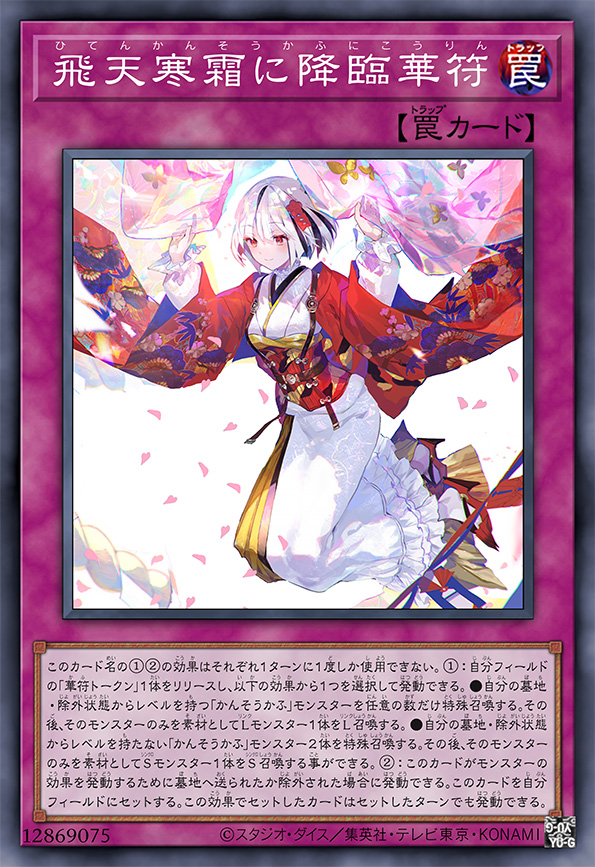 ひてんかんそうかふにこうりん
飛天寒霜に降臨華符
トラップ
罠
【罠カード】
このカード名の①②の効果はそれぞれ1ターンに1度しか使用できない。①：自分フィールド
の「華符トークン」1体をリリースし、以下の効果から1つを選択して発動できる。●自分の墓地
・除外状態からレベルを持つ「かんそうかふ」モンスターを任意の数だけ特殊召喚する。その
後、そのモンスターのみを素材としてLモンスター1体をL召喚する。●自分の墓地・除外状態
からレベルを持たない「かんそうかふ」モンスター2体を特殊召喚する。その後、そのモンスター
のみを素材としてSモンスター1体をS召喚する事ができる。②：このカードがモンスターの
効果を発動するために墓地へ送られたか除外された場合に発動できる。このカードを自分
フィールドにセットする。この効果でセットしたカードはセットしたターンでも発動できる。
12869075
©スタジオ・ダイス／集英社・テレビ東京・KONAMI